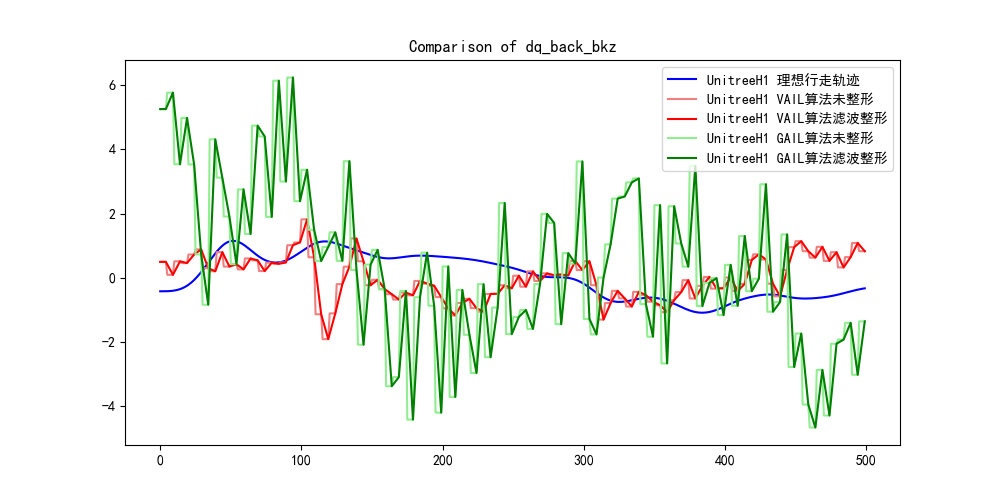 Comparison of dq_back_bkz
UnitreeH1 理想行走轨迹
UnitreeH1 VAIL算法未整形
UnitreeH1 VAIL算法滤波整形
UnitreeH1 GAIL算法未整形
UnitreeH1 GAIL算法滤波整形
6
4
2
0
−2
−4
0 100 200 300 400 500